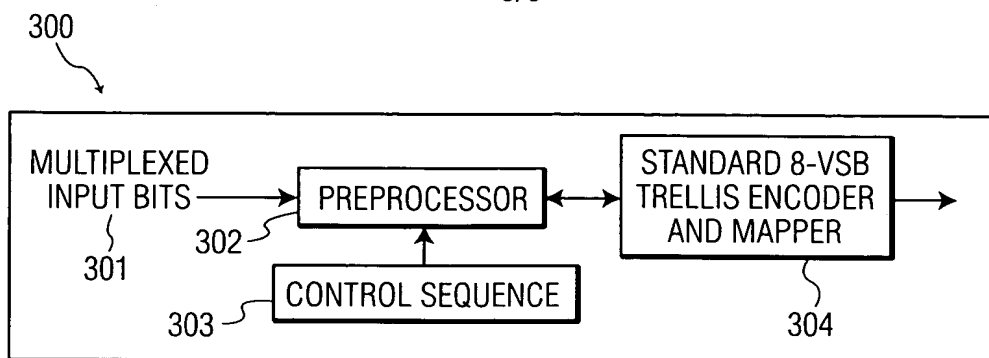 300
MULTIPLEXED
INPUT BITS
301
PREPROCESSOR
302
CONTROL SEQUENCE
303
STANDARD 8-VSB
TRELLIS ENCODER
AND MAPPER
304